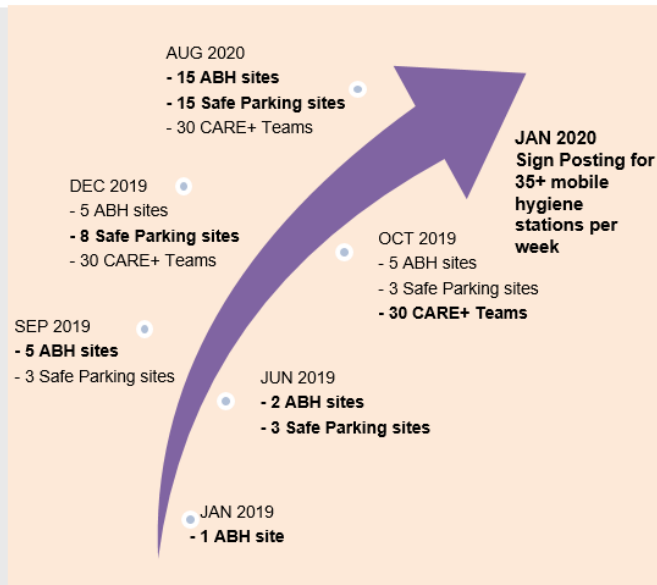 AUG 2020
- 15 ABH sites
- 15 Safe Parking sites
- 30 CARE+ Teams
JAN 2020
Sign Posting for
35+ mobile
hygiene
stations per
week
DEC 2019
- 5 ABH sites
- 8 Safe Parking sites
- 30 CARE+ Teams
OCT 2019
- 5 ABH sites
- 3 Safe Parking sites
- 30 CARE+ Teams
SEP 2019
- 5 ABH sites
- 3 Safe Parking sites
JUN 2019
- 2 ABH sites
- 3 Safe Parking sites
JAN 2019
- 1 ABH site